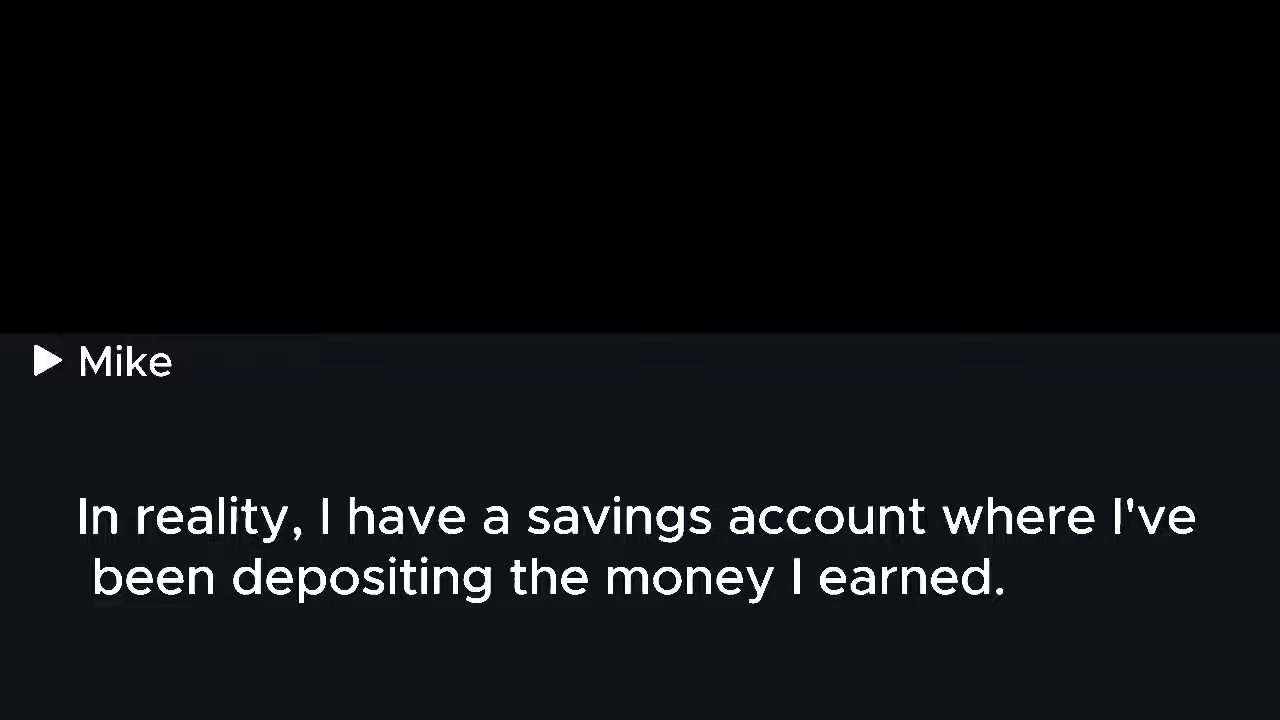 Mike
In reality, I have a savings account where I've
been depositing the money I earned.